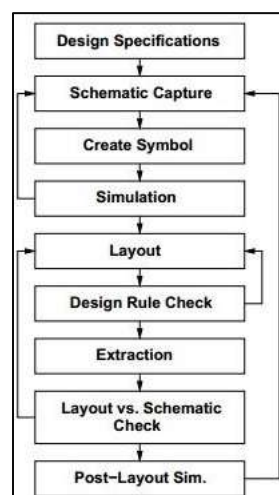 Design Specifications
Schematic Capture
Create Symbol
Simulation
Layout
Design Rule Check
Extraction
Layout vs. Schematic
Check
Post−Layout Sim.